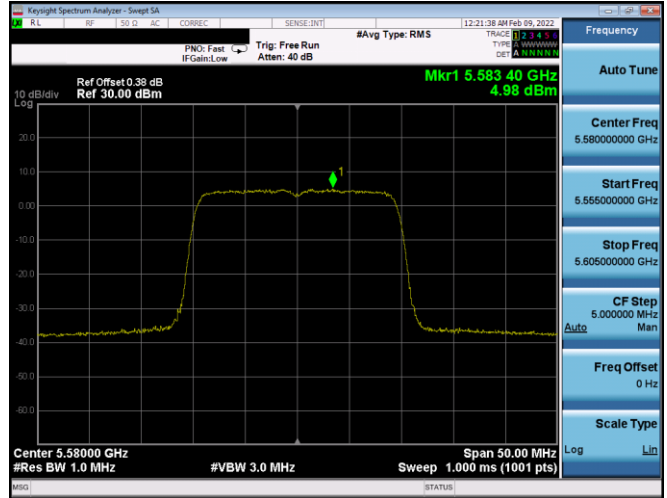 Keysight Spectrum Analyzer - Swept SA
RL RF 50 Ω AC CORREC SENSE:INT 12:21:38 AM Feb 09, 2022
#Avg Type: RMS TRACE 1 2 3 4 5 6
PNO: Fast Trig: Free Run TYPE A WWWWW
IFGain:Low Atten: 40 dB DET A N N N N N
Mkr1 5.583 40 GHz
Ref Offset 0.38 dB
10 dB/div Ref 30.00 dBm 4.98 dBm
Log
20.0
10.0
0.00
-10.0
-20.0
-30.0
-40.0
-50.0
-60.0
1
Center 5.58000 GHz Span 50.00 MHz
#Res BW 1.0 MHz #VBW 3.0 MHz Sweep 1.000 ms (1001 pts)
MSG STATUS
Frequency
Auto Tune
Center Freq
5.580000000 GHz
Start Freq
5.555000000 GHz
Stop Freq
5.605000000 GHz
CF Step
5.000000 MHz
Auto Man
Freq Offset
0 Hz
Scale Type
Log Lin